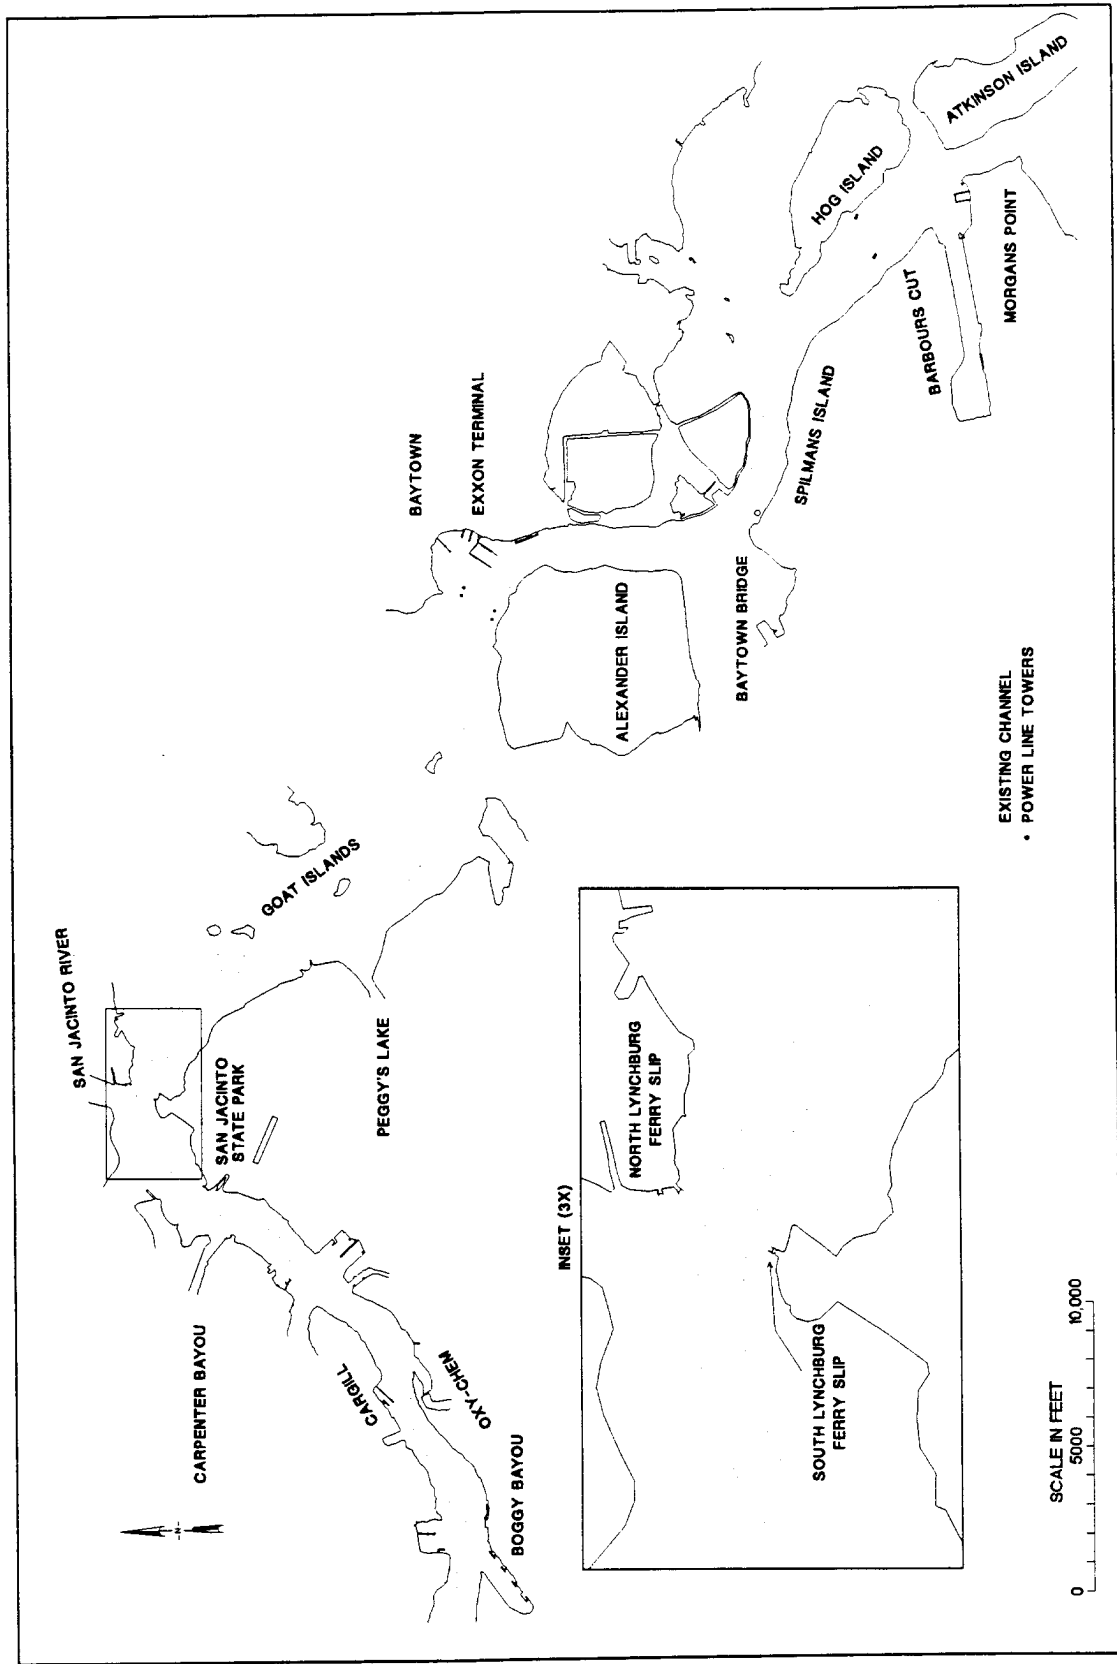 SAN JACINTO RIVER
CARPENTER BAYOU
SAN JACINTO
STATE PARK
GOAT ISLANDS
CARGILL
OXY-CHEM
BOGGY BAYOU
PEGGY'S LAKE
BAYTOWN
EXXON TERMINAL
ALEXANDER ISLAND
BAYTOWN BRIDGE
SPILMANS ISLAND
HOG ISLAND
ATKINSON ISLAND
BARBOURS CUT
MORGANS POINT
INSET (3X)
NORTH LYNCHBURG
FERRY SLIP
SOUTH LYNCHBURG
FERRY SLIP
EXISTING CHANNEL
• POWER LINE TOWERS
SCALE IN FEET
0 5000 10,000
N